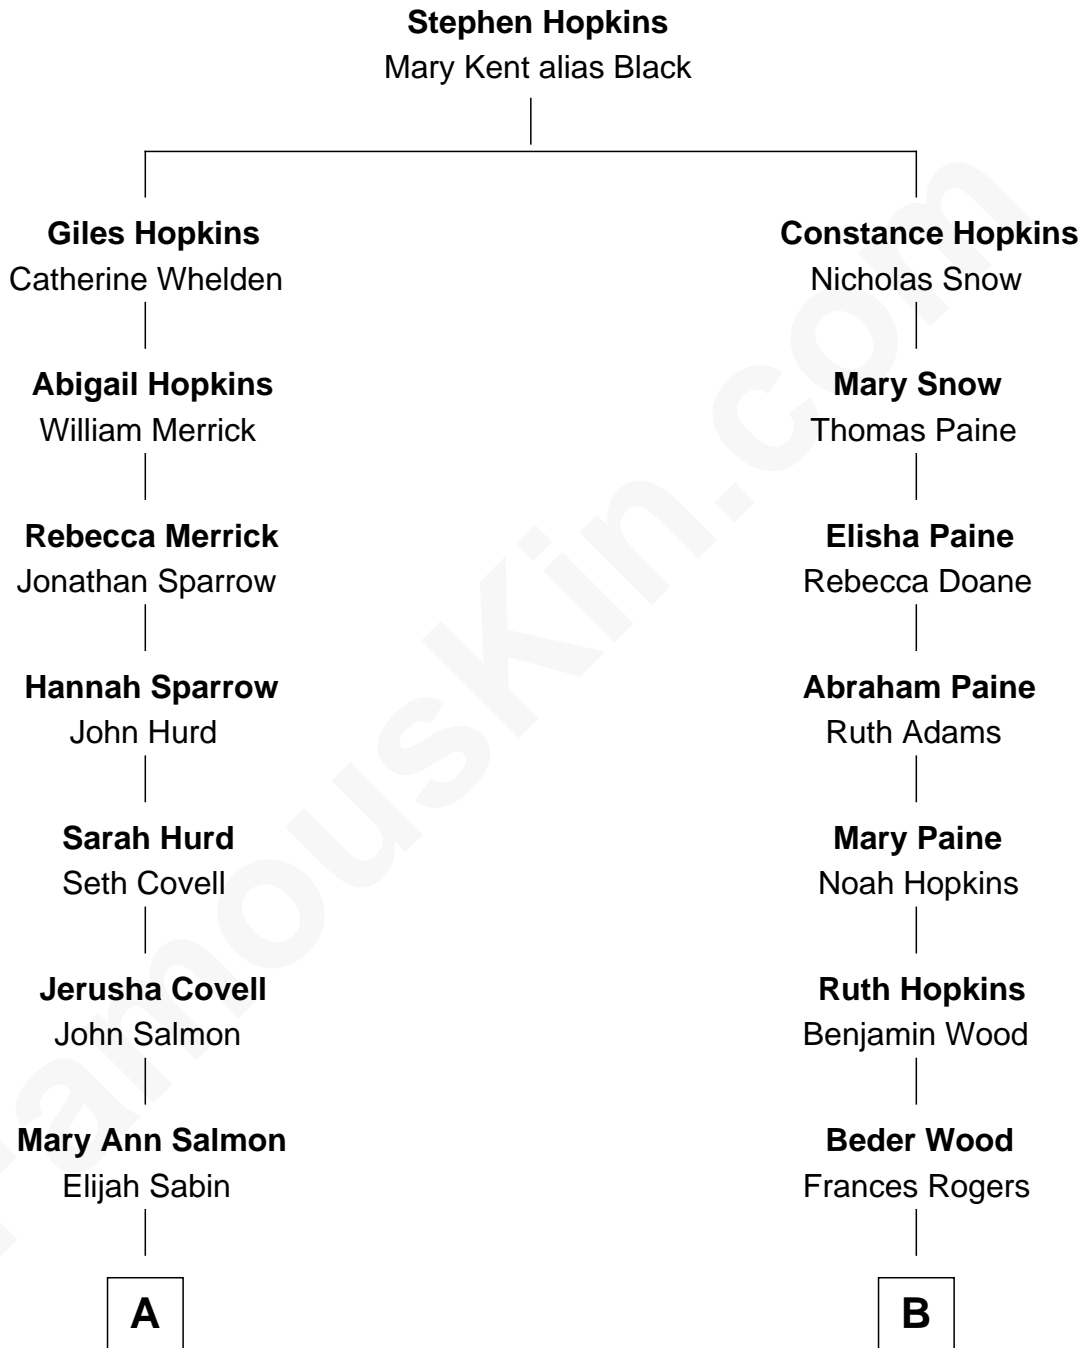 Stephen Hopkins
Mary Kent alias Black
Giles Hopkins
Catherine Whelden
Constance Hopkins
Nicholas Snow
Abigail Hopkins
William Merrick
Mary Snow
Thomas Paine
Rebecca Merrick
Jonathan Sparrow
Elisha Paine
Rebecca Doane
Hannah Sparrow
John Hurd
Abraham Paine
Ruth Adams
Sarah Hurd
Seth Covell
Mary Paine
Noah Hopkins
Jerusha Covell
John Salmon
Ruth Hopkins
Benjamin Wood
Mary Ann Salmon
Elijah Sabin
Beder Wood
Frances Rogers
A
B
FamousKin.com